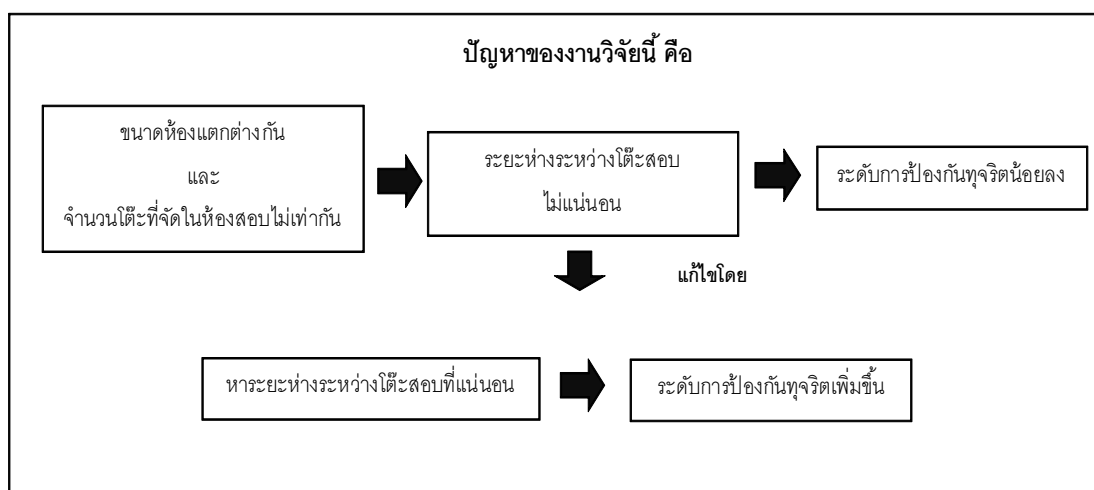 ปัญหาของงานวิจัยนี้ คือ
ขนาดห้องแตกต่างกัน
และ
จำนวนโต๊ะที่จัดในห้องสอบไม่เท่ากัน
ระยะห่างระหว่างโต๊ะสอบ
ไม่แน่นอน
ระดับการป้องกันทุจริตน้อยลง
แก้ไขโดย
หาระยะห่างระหว่างโต๊ะสอบที่แน่นอน
ระดับการป้องกันทุจริตเพิ่มขึ้น